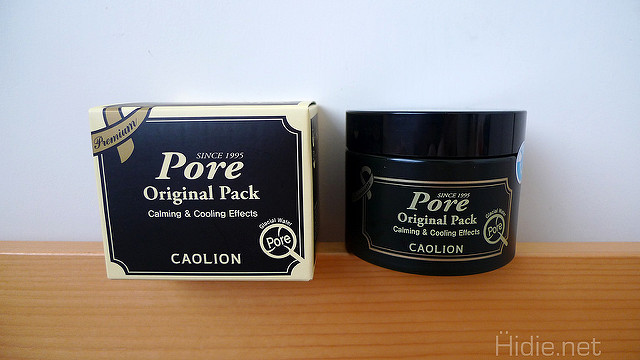 Premium
SINCE 1995
Pore
Original Pack
Calming & Cooling Effects
Glacial Water
Pore
CAOLION
SINCE 1995
Pore
Original Pack
Calming & Cooling Effects
Glacial Water
Pore
CAOLION
Hidie.net